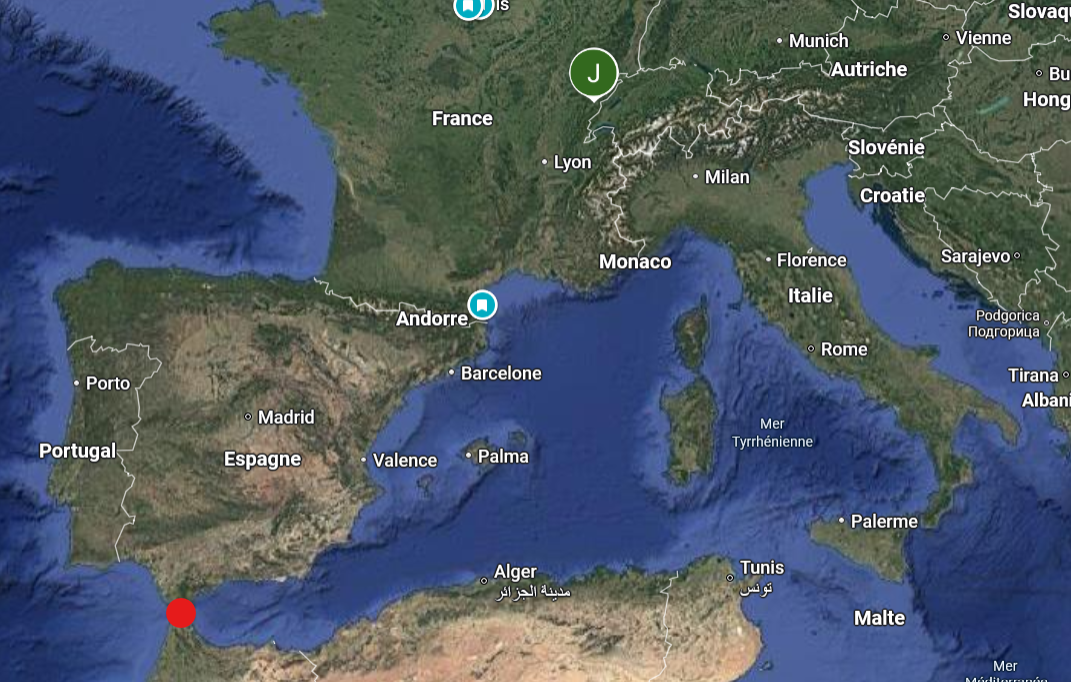 is
Slovaq
Munich
Vienne
J
Autriche
Bu
Hong
France
Slovénie
Lyon
Milan
Croatie
Monaco
Florence
Sarajevo
Italie
Andorre
Podgorica
Подгорица
Rome
Barcelone
Tirana
Porto
Albani
Madrid
Mer
Tyrrhénienne
Portugal
Espagne
Valence
Palma
Palerme
Alger
مدينة الجزائر
Tunis
تونس
Malte
Mer
Méditerranée